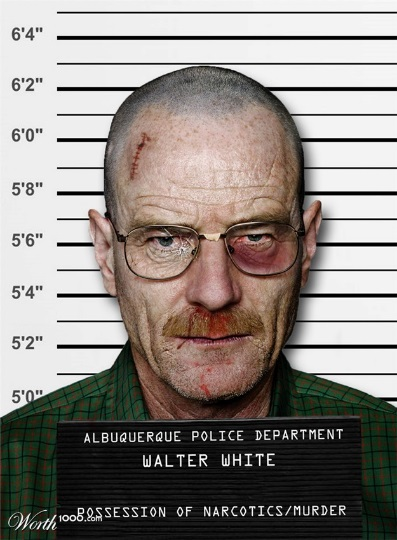 6'4"
6'2"
6'0"
5'8"
5'6"
5'4"
5'2"
5'0"
ALBUQUERQUE POLICE DEPARTMENT
WALTER WHITE
POSSESSION OF NARCOTICS/MURDER
Worth1000.com